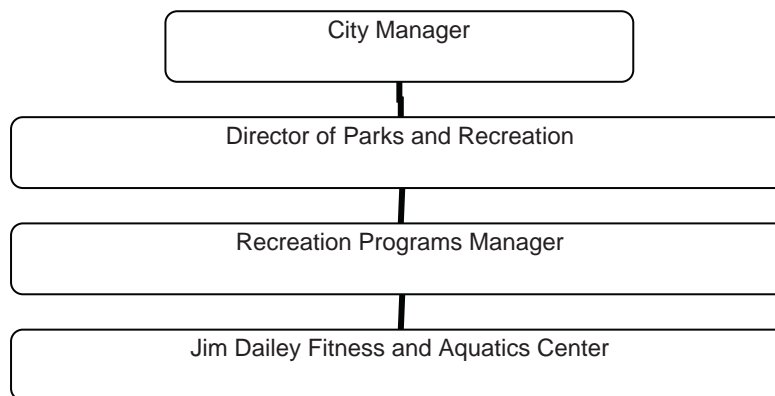 City Manager
Director of Parks and Recreation
Recreation Programs Manager
Jim Dailey Fitness and Aquatics Center